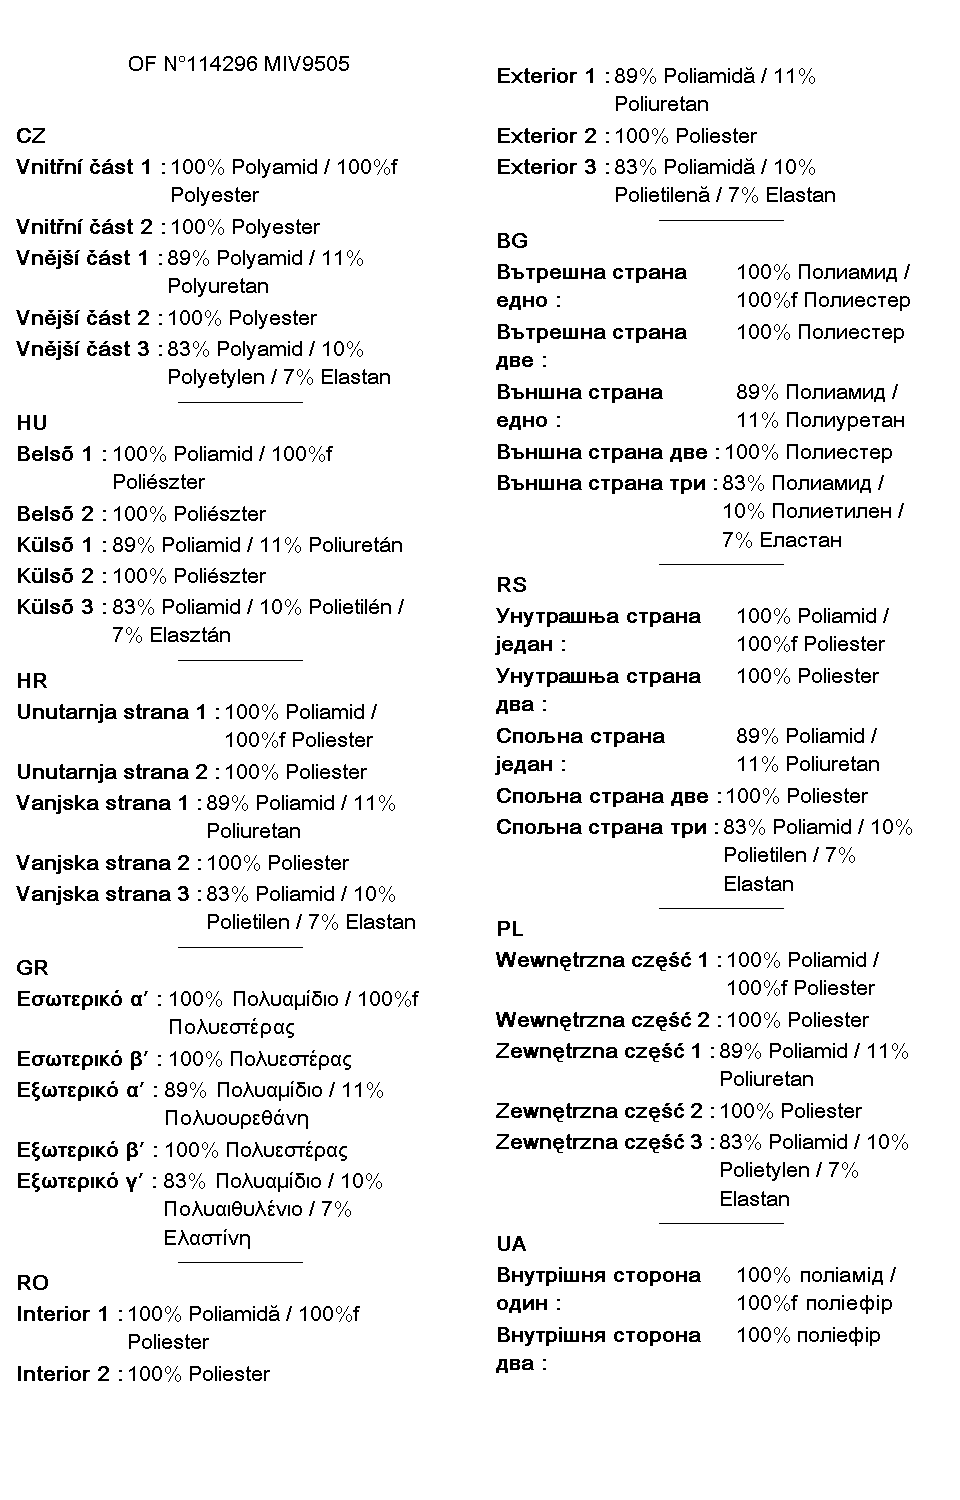 OF N°114296 MIV9505
CZ
Vnitřní část 1 : 100% Polyamid / 100%f
Polyester
Vnitřní část 2 : 100% Polyester
Vnější část 1 : 89% Polyamid / 11%
Polyuretan
Vnější část 2 : 100% Polyester
Vnější část 3 : 83% Polyamid / 10%
Polyetylen / 7% Elastan
HU
Belsõ 1 : 100% Poliamid / 100%f
Poliészter
Belsõ 2 : 100% Poliészter
Külsõ 1 : 89% Poliamid / 11% Poliuretán
Külsõ 2 : 100% Poliészter
Külsõ 3 : 83% Poliamid / 10% Polietilén /
7% Elasztán
HR
Unutarnja strana 1 : 100% Poliamid /
100%f Poliester
Unutarnja strana 2 : 100% Poliester
Vanjska strana 1 : 89% Poliamid / 11%
Poliuretan
Vanjska strana 2 : 100% Poliester
Vanjska strana 3 : 83% Poliamid / 10%
Polietilen / 7% Elastan
GR
Εσωτερικό α’ : 100% Πολυαμίδιο / 100%f
Πολυεστέρας
Εσωτερικό β’ : 100% Πολυεστέρας
Εξωτερικό α’ : 89% Πολυαμίδιο / 11%
Πολυουρεθάνη
Εξωτερικό β’ : 100% Πολυεστέρας
Εξωτερικό γ’ : 83% Πολυαμίδιο / 10%
Πολυαιθυλένιο / 7%
Ελαστίνη
RO
Interior 1 : 100% Poliamidă / 100%f
Poliester
Interior 2 : 100% Poliester
Exterior 1 : 89% Poliamidă / 11%
Poliuretan
Exterior 2 : 100% Poliester
Exterior 3 : 83% Poliamidă / 10%
Polietilenă / 7% Elastan
BG
Вътрешна страна 100% Полиамид /
едно : 100%f Полиестер
Вътрешна страна 100% Полиестер
две :
Външна страна 89% Полиамид /
едно : 11% Полиуретан
Външна страна две : 100% Полиестер
Външна страна три : 83% Полиамид /
10% Полиетилен /
7% Еластан
RS
Унутрашња страна 100% Poliamid /
један : 100%f Poliester
Унутрашња страна 100% Poliester
два :
Спољна страна 89% Poliamid /
један : 11% Poliuretan
Спољна страна две : 100% Poliester
Спољна страна три : 83% Poliamid / 10%
Polietilen / 7%
Elastan
PL
Wewnętrzna część 1 : 100% Poliamid /
100%f Poliester
Wewnętrzna część 2 : 100% Poliester
Zewnętrzna część 1 : 89% Poliamid / 11%
Poliuretan
Zewnętrzna część 2 : 100% Poliester
Zewnętrzna część 3 : 83% Poliamid / 10%
Polietylen / 7%
Elastan
UA
Внутрішня сторона 100% поліамід /
один : 100%f поліефір
Внутрішня сторона 100% поліефір
два :